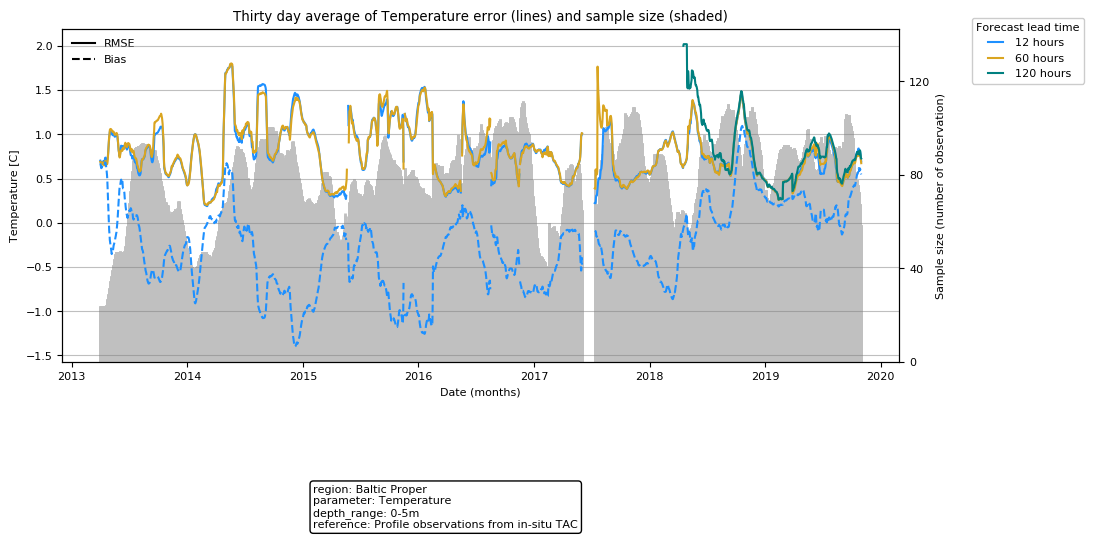 Thirty day average of Temperature error (lines) and sample size (shaded)
RMSE
Bias
Forecast lead time
12 hours
60 hours
120 hours
Temperature [C]
2.0
1.5
1.0
0.5
0.0
−0.5
−1.0
−1.5
Sample size (number of observation)
120
80
40
0
2013 2014 2015 2016 2017 2018 2019 2020
Date (months)
region: Baltic Proper
parameter: Temperature
depth_range: 0-5m
reference: Profile observations from in-situ TAC